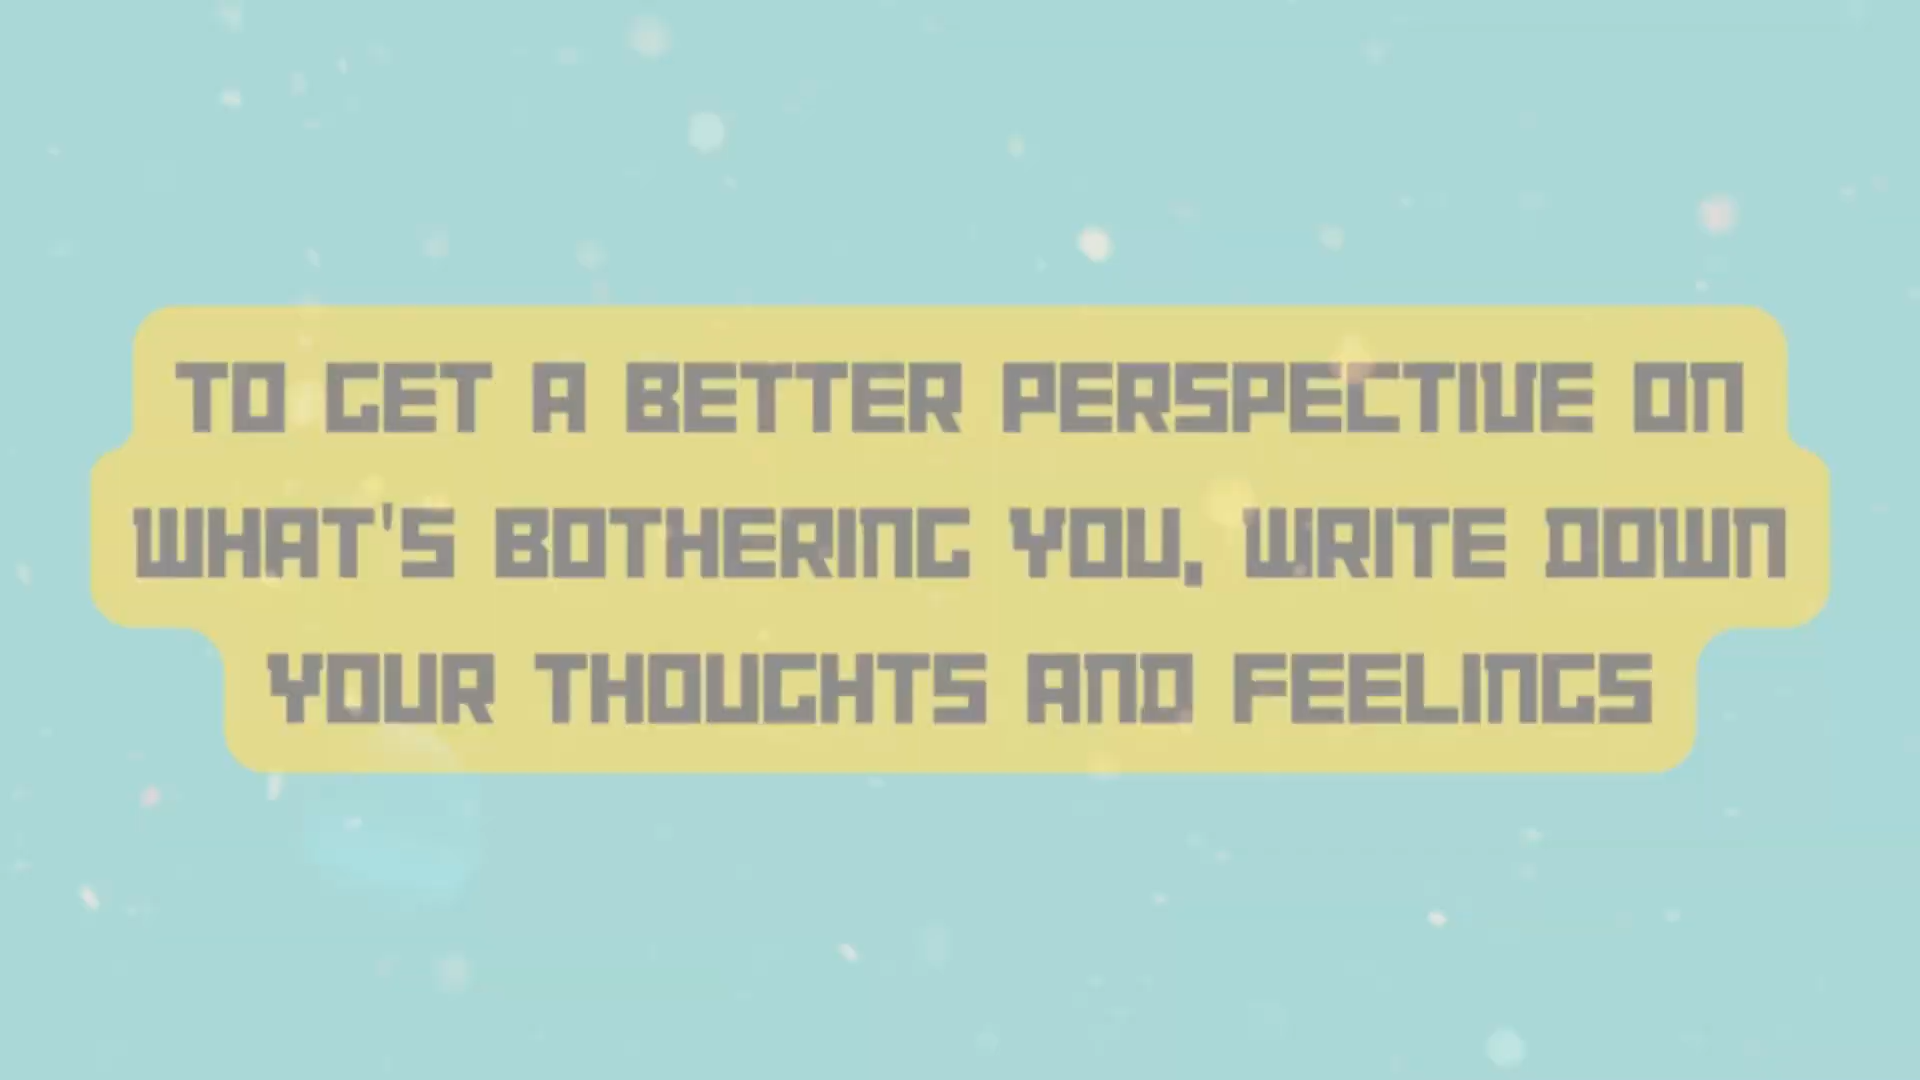 TO GET A BETTER PERSPECTIVE ON
WHAT'S BOTHERING YOU, WRITE DOWN
YOUR THOUGHTS AND FEELINGS